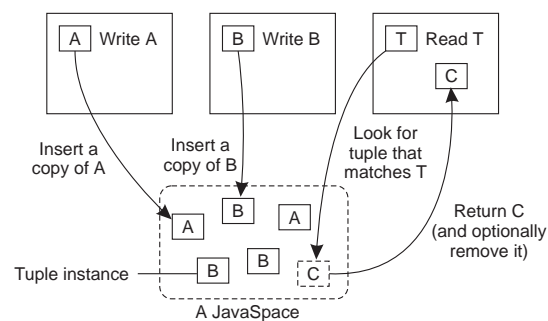 A Write A
B Write B
T Read T
C
Insert a
copy of A
Insert a
copy of B
Look for
tuple that
matches T
A
B
A
Return C
(and optionally
remove it)
Tuple instance
B
B
C
A JavaSpace